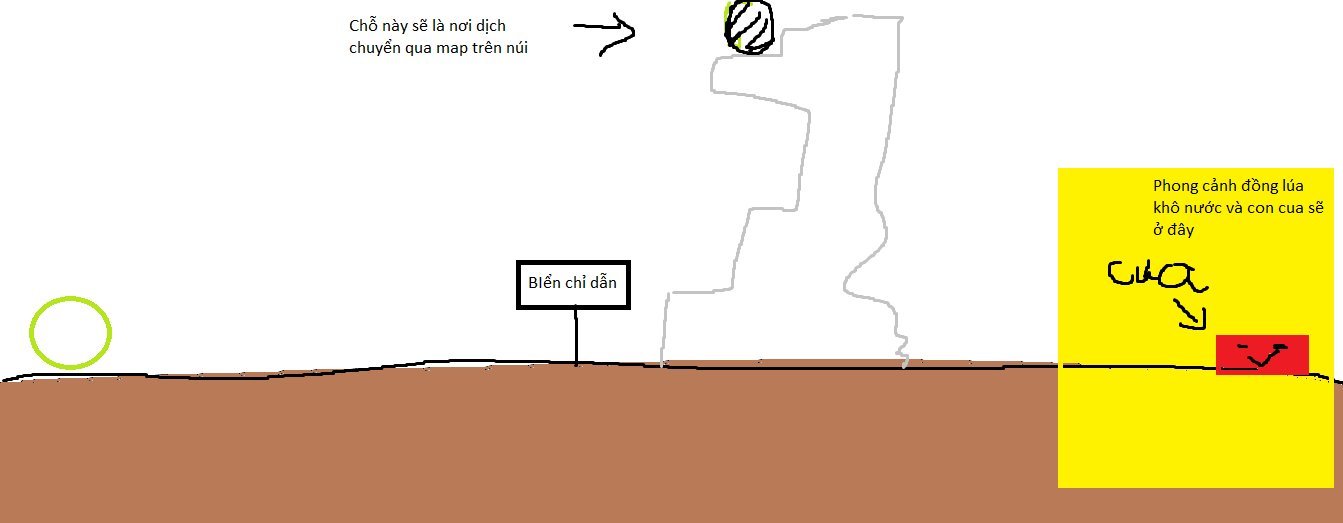 Chỗ này sẽ là nơi dịch
chuyển qua map trên núi
Phong cảnh đồng lúa
khô nước và con cua sẽ
ở đây
cua
BIển chỉ dẫn